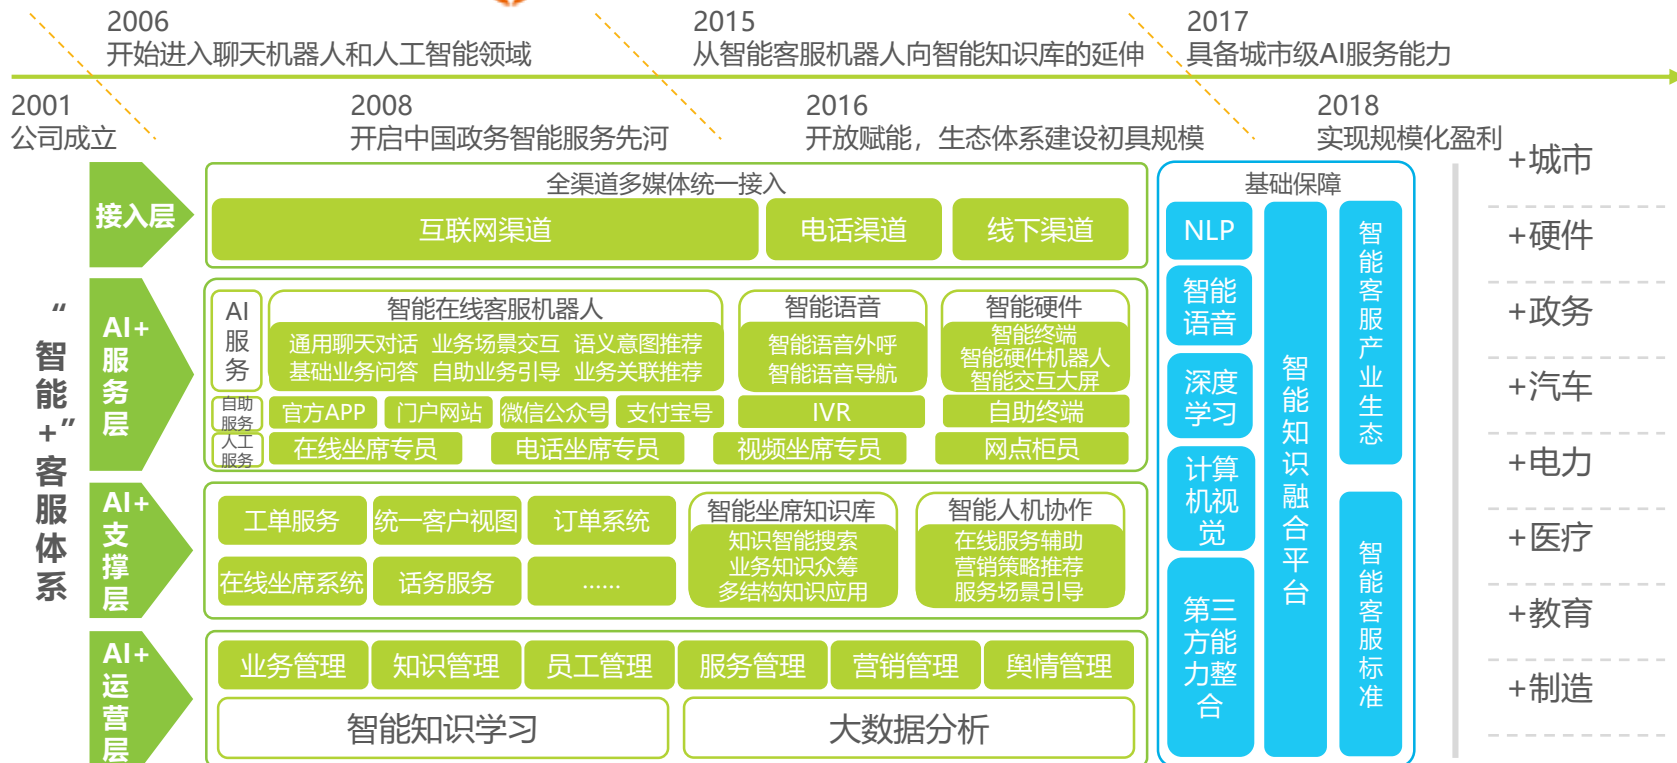 2006
开始进入聊天机器人和人工智能领域
2015
从智能客服机器人向智能知识库的延伸
2017
具备城市级AI服务能力
2001
公司成立
2008
开启中国政务智能服务先河
2016
开放赋能，生态体系建设初具规模
2018
实现规模化盈利
“智能+”客服体系
接入层
全渠道多媒体统一接入
互联网渠道
电话渠道
线下渠道
AI+服务层
AI服务
智能在线客服机器人
通用聊天对话 业务场景交互 语义意图推荐
基础业务问答 自助业务引导 业务关联推荐
智能语音
智能语音外呼
智能语音导航
智能硬件
智能终端
智能硬件机器人
智能交互大屏
自助
服务
官方APP
门户网站
微信公众号
支付宝号
IVR
自助终端
人工
服务
在线坐席专员
电话坐席专员
视频坐席专员
网点柜员
AI+支撑层
工单服务
统一客户视图
订单系统
在线坐席系统
话务服务
......
智能坐席知识库
知识智能搜索
业务知识众筹
多结构知识应用
智能人机协作
在线服务辅助
营销策略推荐
服务场景引导
AI+运营层
业务管理
知识管理
员工管理
服务管理
营销管理
舆情管理
智能知识学习
大数据分析
基础保障
NLP
智能
语音
深度
学习
计算
机视
觉
第三
方能
力整
合
智能知识融合平台
智能客服产业生态
智能客服标准
+城市
+硬件
+政务
+汽车
+电力
+医疗
+教育
+制造